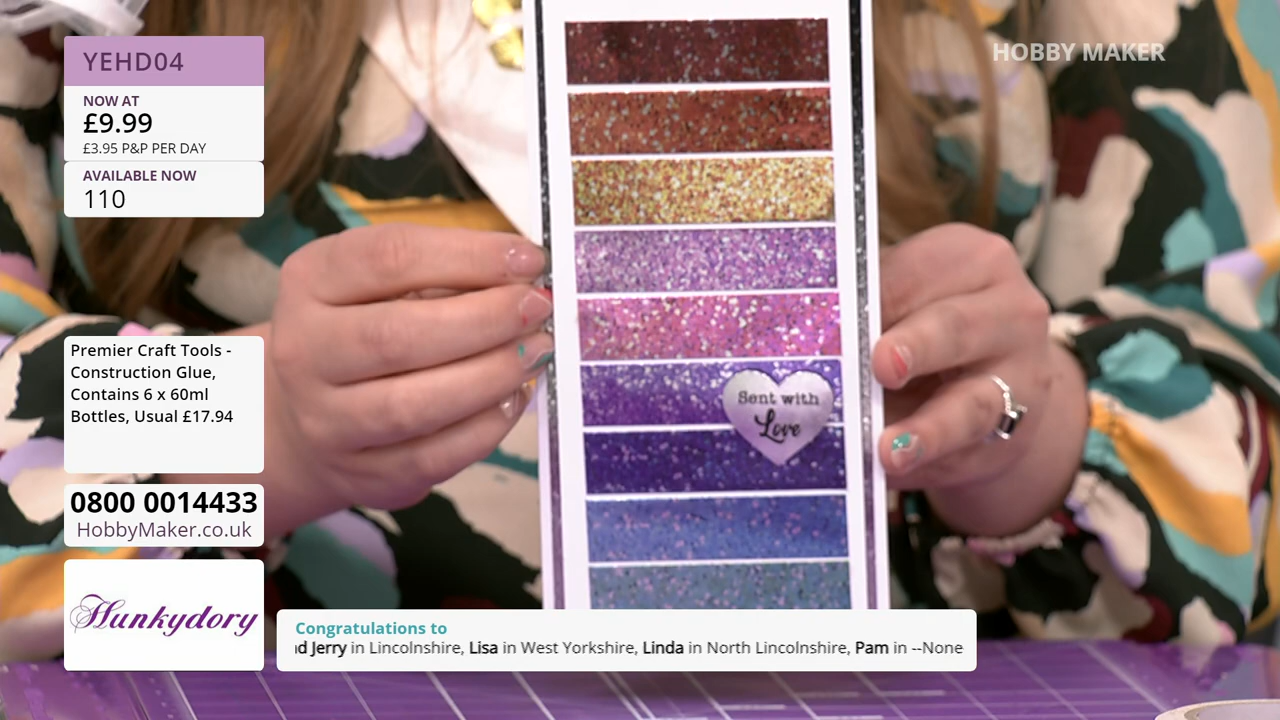 YEHD04
NOW AT
£9.99
£3.95 P&P PER DAY
AVAILABLE NOW
110
HOBBY MAKER
Sent with
Love
Premier Craft Tools -
Construction Glue,
Contains 6 x 60ml
Bottles, Usual £17.94
0800 0014433
HobbyMaker.co.uk
Hunkydory
Congratulations to
d Jerry in Lincolnshire, Lisa in West Yorkshire, Linda in North Lincolnshire, Pam in --None